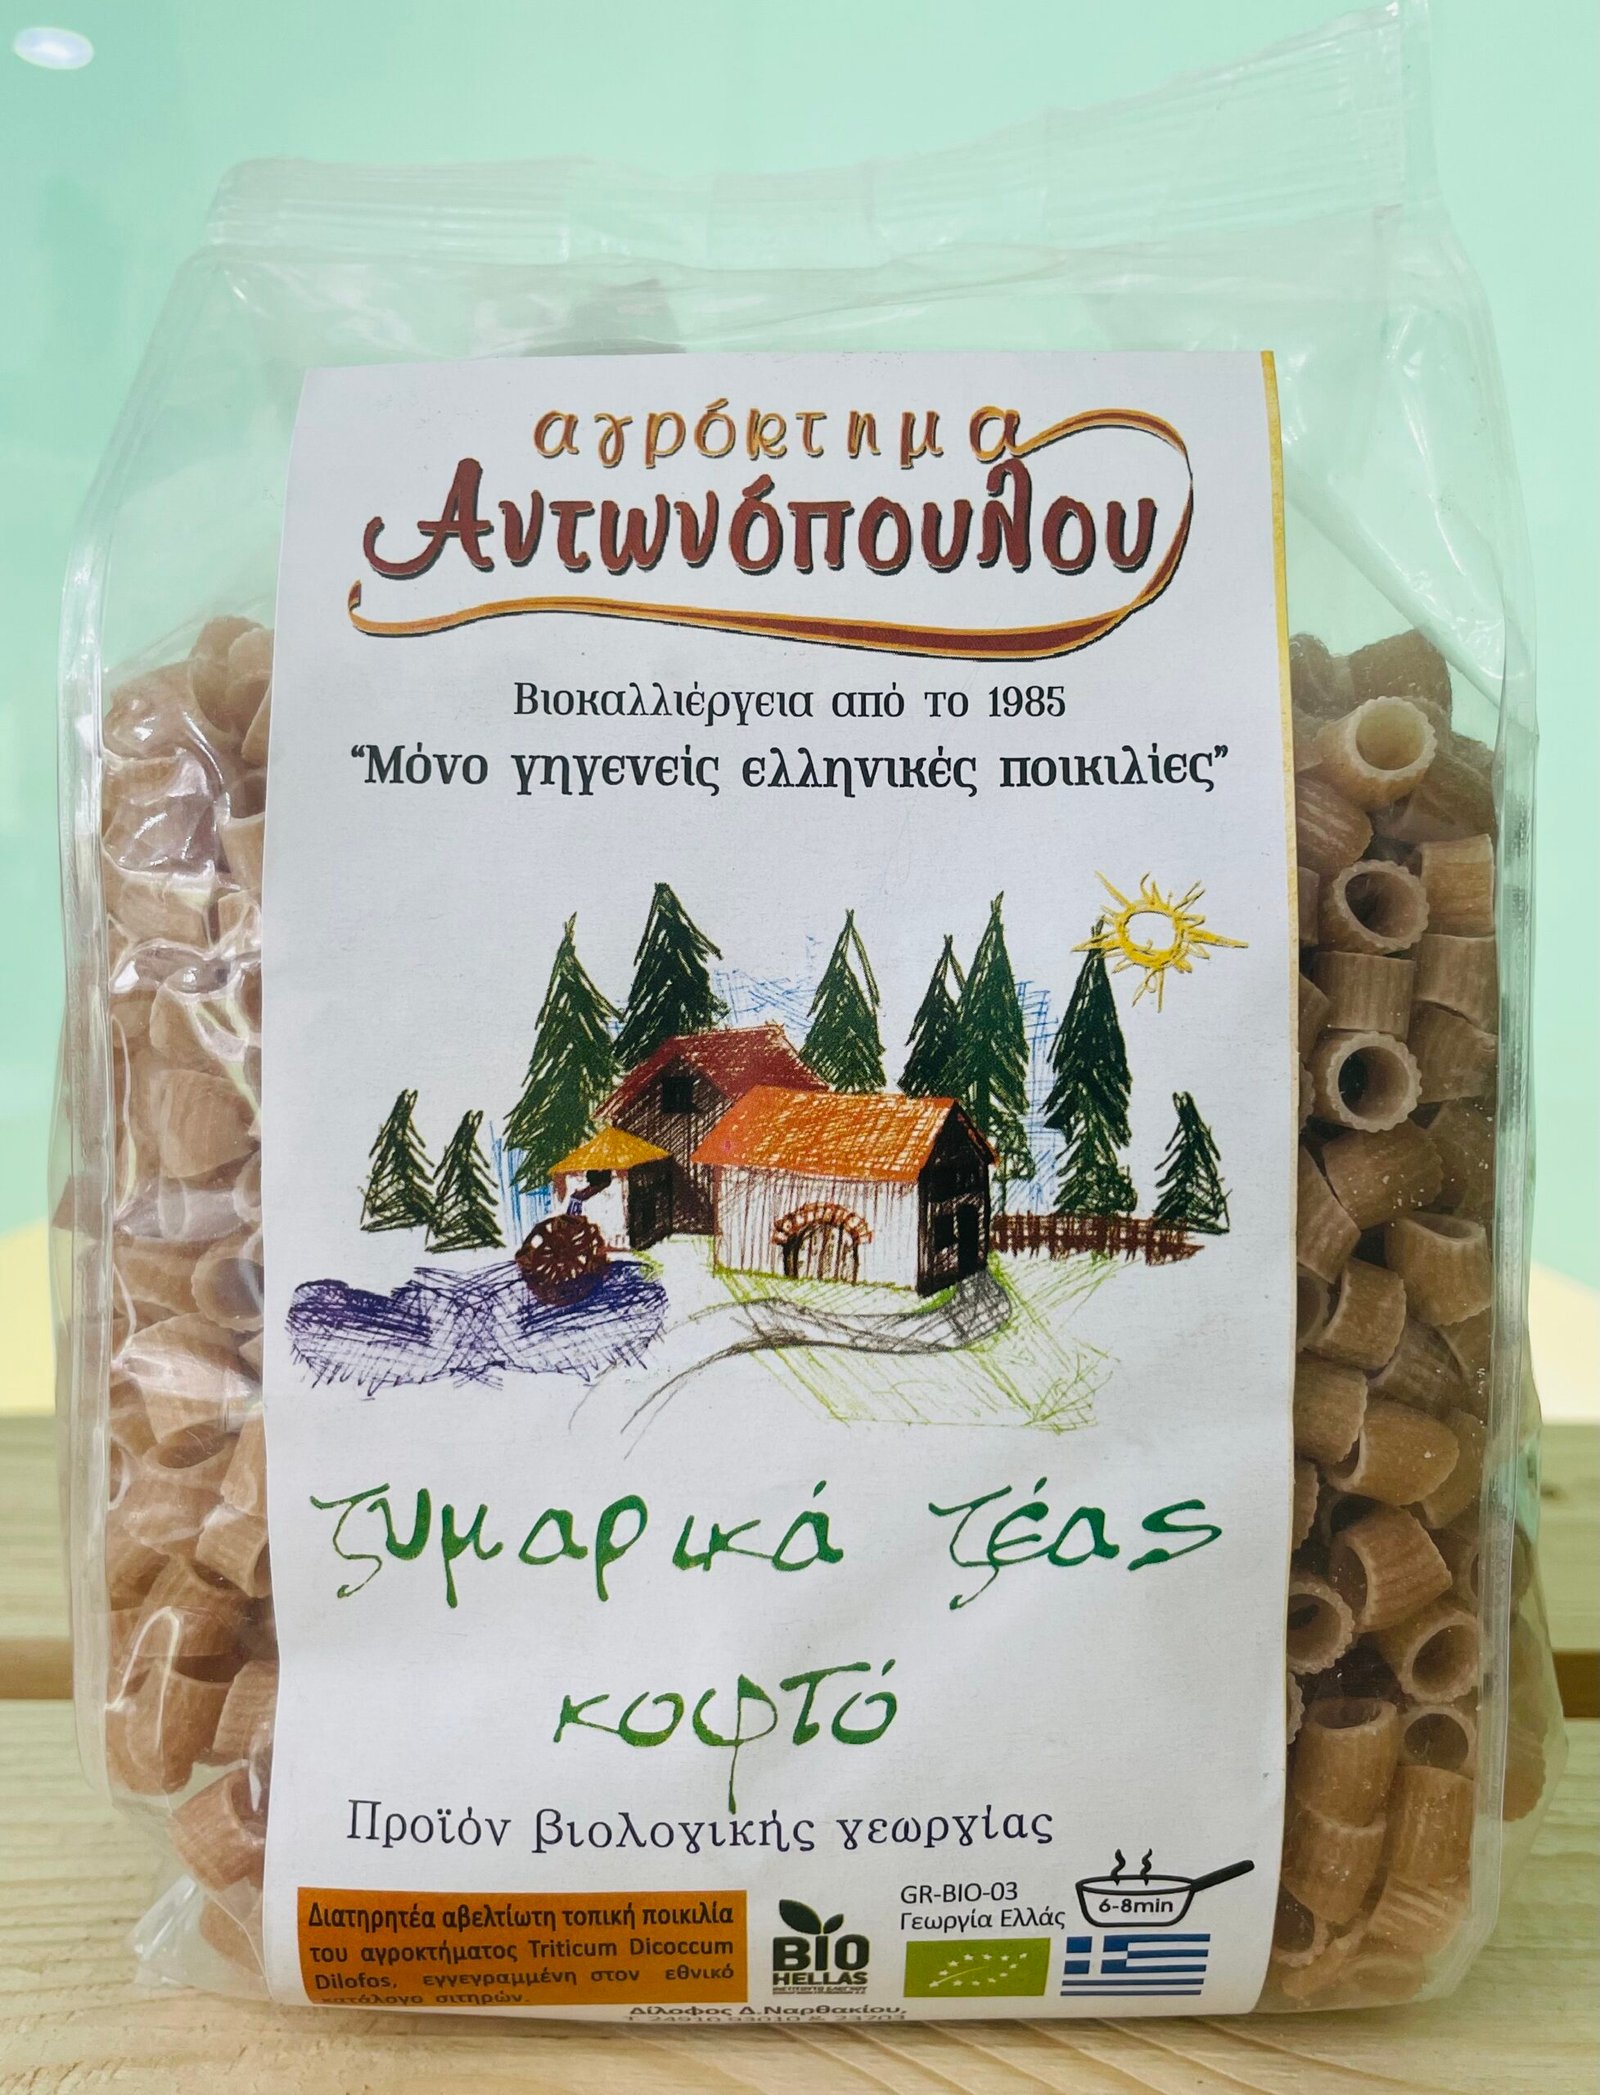 αγρόκτημα
Αντωνόπουλου
Βιοκαλλιέργεια από το 1985
“Μόνο γηγενείς ελληνικές ποικιλίες”
ζυμαρικά ζέας
κοφτό
Προϊόν βιολογικής γεωργίας
Διατηρητέα αβελτίωτη τοπική ποικιλία
του αγροκτήματος Triticum Dicoccum
Dilofos, εγγεγραμμένη στον εθνικό
κατάλογο σιτηρών.
BIO
HELLAS
GR-BIO-03
Γεωργία Ελλάς
6-8min
Δίλοφος Δ.Ναρθακίου,